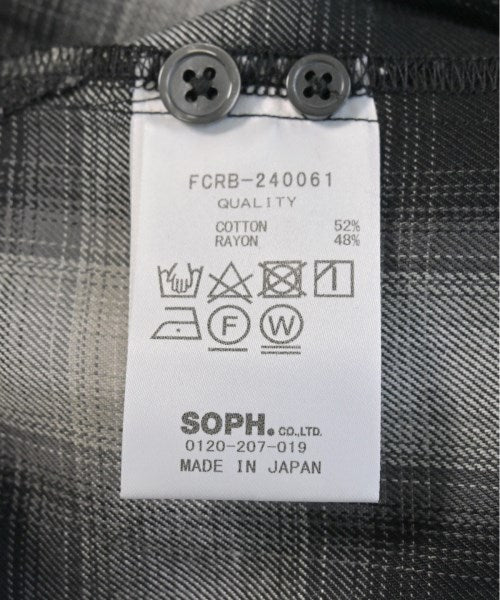 FCRB-240061
QUALITY
COTTON 52%
RAYON 48%
F W
SOPH. CO.,LTD.
0120-207-019
MADE IN JAPAN